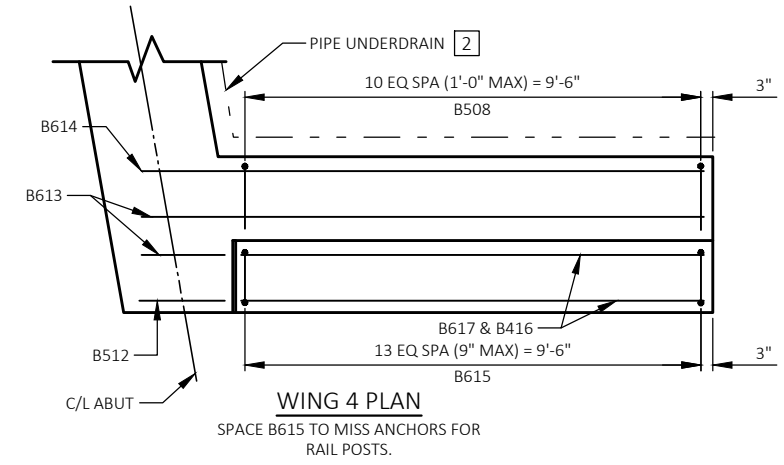 PIPE UNDERDRAIN 2
10 EQ SPA (1'-0" MAX) = 9'-6"
3"
B508
B614
B613
B617 & B416
B512
13 EQ SPA (9" MAX) = 9'-6"
3"
B615
C/L ABUT
WING 4 PLAN
SPACE B615 TO MISS ANCHORS FOR
RAIL POSTS.